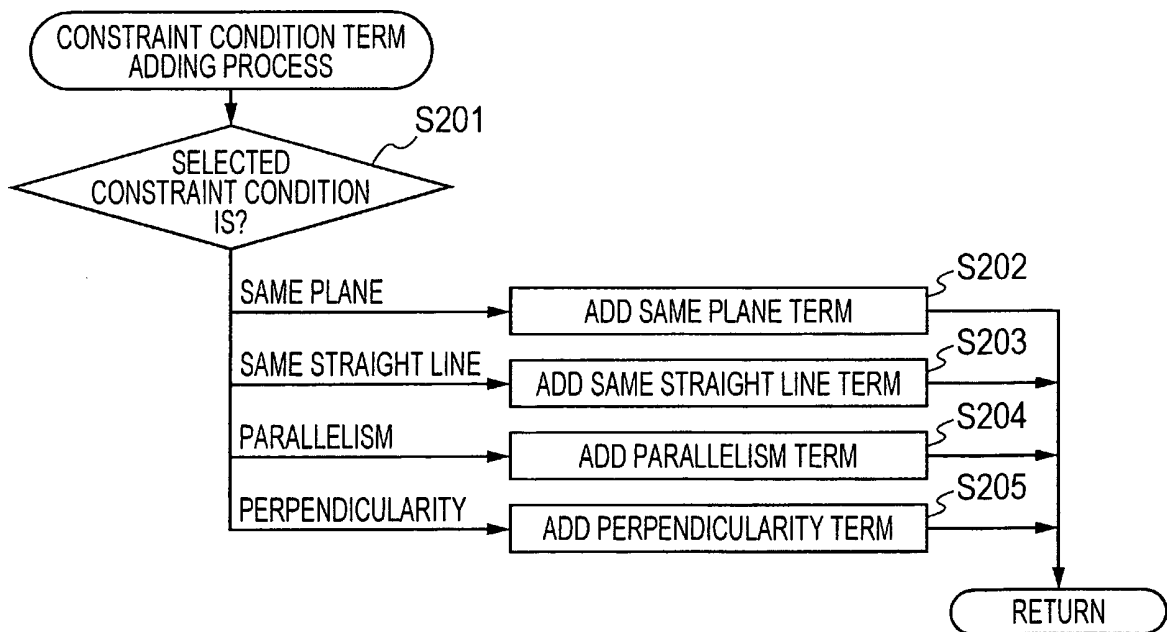 CONSTRAINT CONDITION TERM
ADDING PROCESS
S201
SELECTED
CONSTRAINT CONDITION
IS?
SAME PLANE
S202
ADD SAME PLANE TERM
SAME STRAIGHT LINE
S203
ADD SAME STRAIGHT LINE TERM
PARALLELISM
S204
ADD PARALLELISM TERM
PERPENDICULARITY
S205
ADD PERPENDICULARITY TERM
RETURN